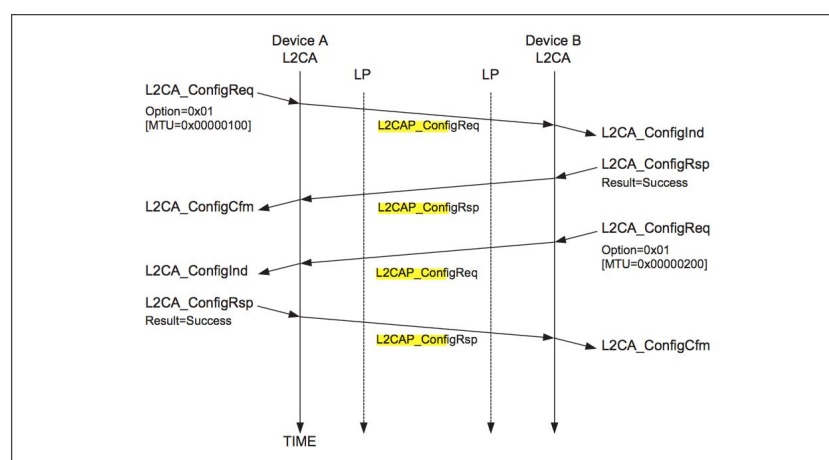 Device A
L2CA
Device B
L2CA
LP
LP
L2CA_ConfigReq
Option=0x01
[MTU=0x00000100]
L2CAP_ConfigReq
L2CA_ConfigInd
L2CA_ConfigRsp
Result=Success
L2CA_ConfigCfm
L2CAP_ConfigRsp
L2CA_ConfigReq
Option=0x01
[MTU=0x00000200]
L2CA_ConfigInd
L2CAP_ConfigReq
L2CA_ConfigRsp
Result=Success
L2CAP_ConfigRsp
L2CA_ConfigCfm
TIME